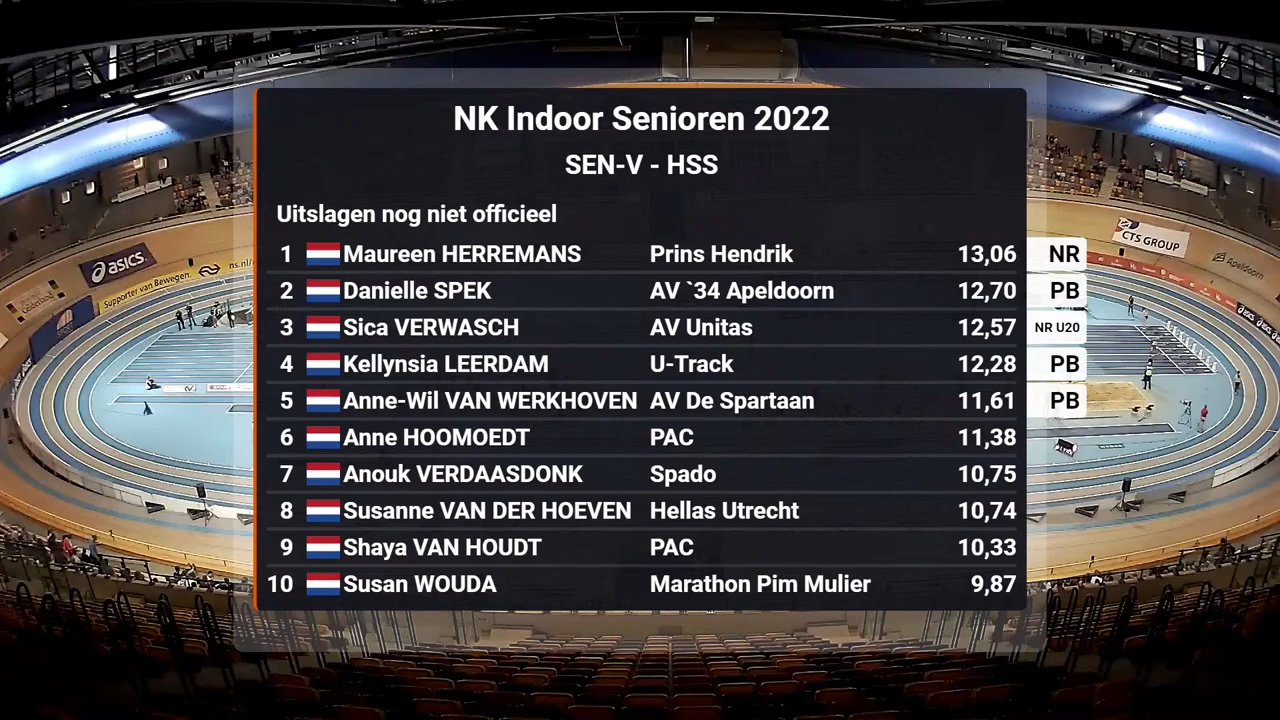 NK Indoor Senioren 2022
SEN-V - HSS
Uitslagen nog niet officieel
1 Maureen HERREMANS Prins Hendrik 13,06 NR
2 Danielle SPEK AV `34 Apeldoorn 12,70 PB
3 Sica VERWASCH AV Unitas 12,57 NR U20
4 Kellynsia LEERDAM U-Track 12,28 PB
5 Anne-Wil VAN WERKHOVEN AV De Spartaan 11,61 PB
6 Anne HOOMOEDT PAC 11,38
7 Anouk VERDAASDONK Spado 10,75
8 Susanne VAN DER HOEVEN Hellas Utrecht 10,74
9 Shaya VAN HOUDT PAC 10,33
10 Susan WOUDA Marathon Pim Mulier 9,87
asics
Supporter van Bewegen.
ns.nl/
CTS GROUP
Apeldoorn
asics